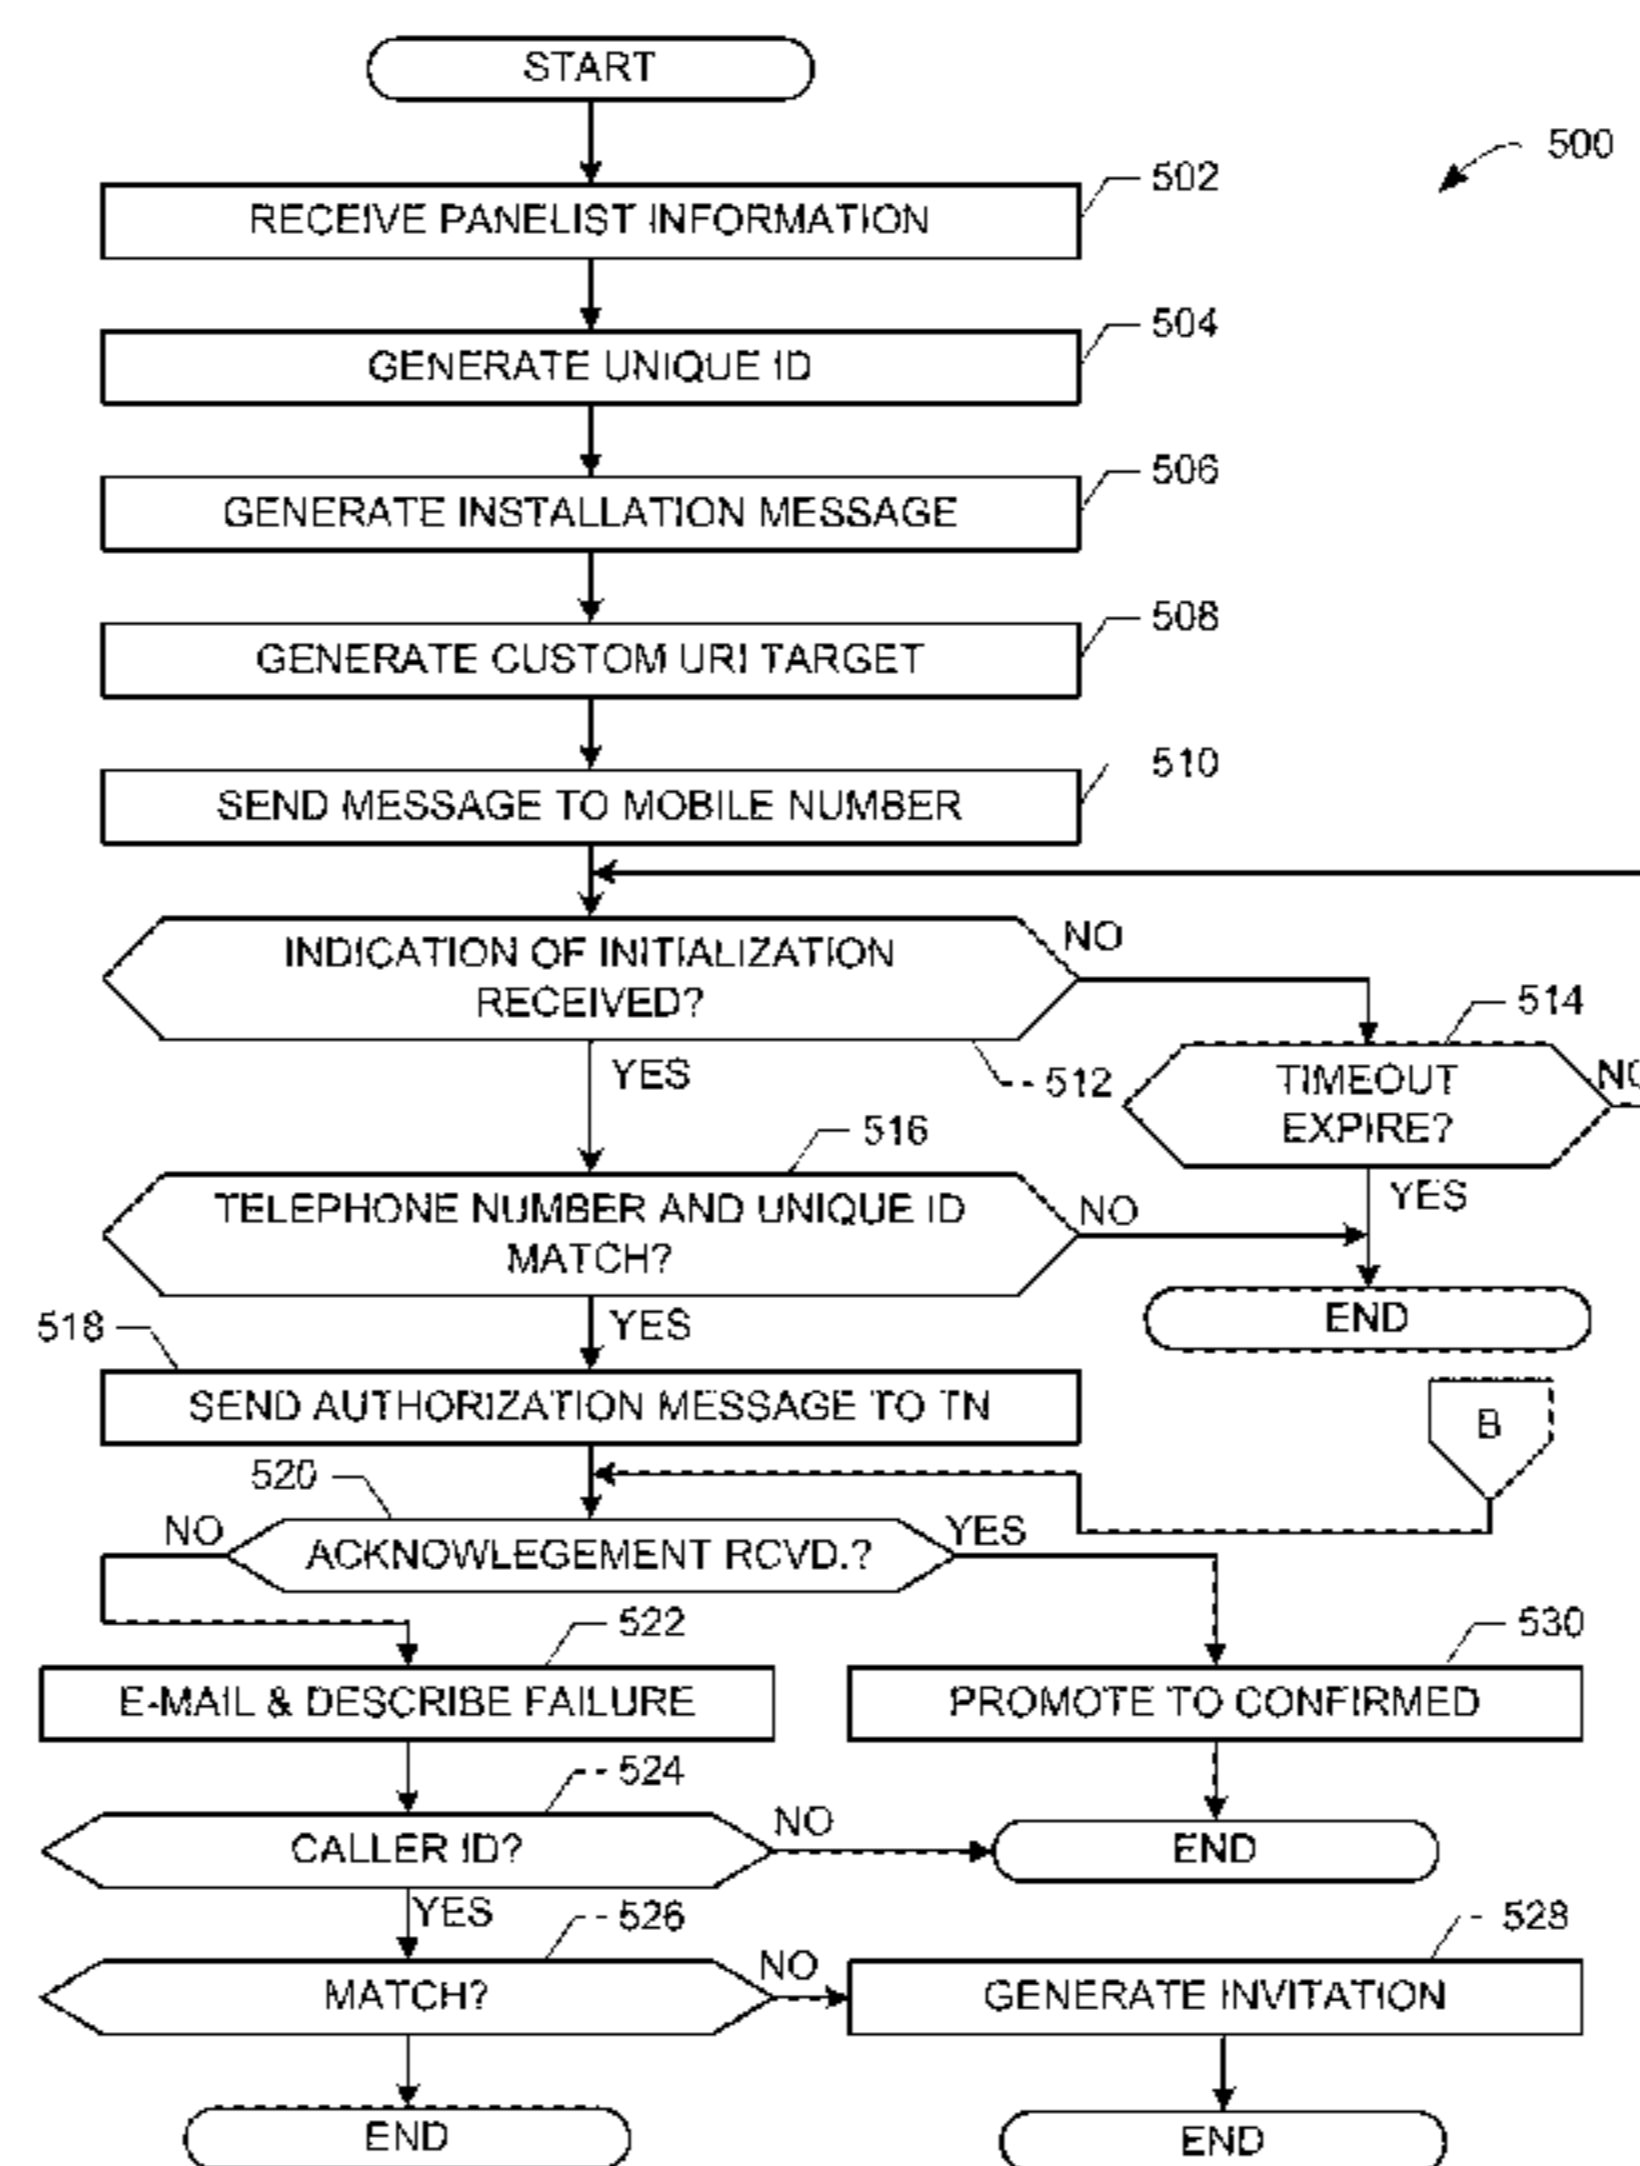 START
500
502
RECEIVE PANELIST INFORMATION
504
GENERATE UNIQUE ID
506
GENERATE INSTALLATION MESSAGE
508
GENERATE CUSTOM URI TARGET
510
SEND MESSAGE TO MOBILE NUMBER
INDICATION OF INITIALIZATION
RECEIVED?
NO
512
YES
514
TIMEOUT
EXPIRE?
NO
YES
516
TELEPHONE NUMBER AND UNIQUE ID
MATCH?
NO
END
YES
518
SEND AUTHORIZATION MESSAGE TO TN
B
520
NO
ACKNOWLEGEMENT RCVD.?
YES
522
E-MAIL & DESCRIBE FAILURE
530
PROMOTE TO CONFIRMED
524
CALLER ID?
NO
END
YES
526
MATCH?
NO
528
GENERATE INVITATION
END
END